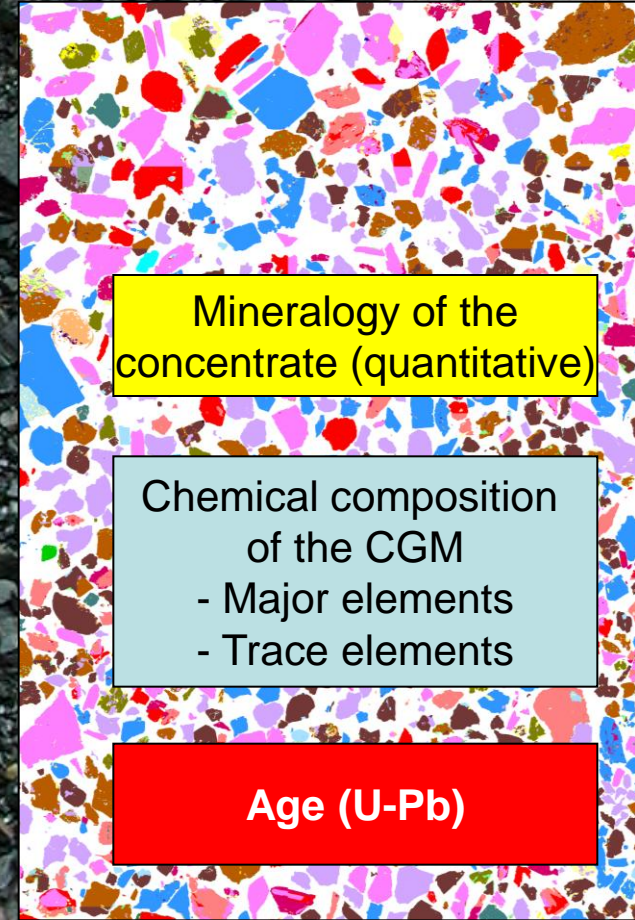 Mineralogy of the
concentrate (quantitative)
Chemical composition
of the CGM
- Major elements
- Trace elements
Age (U-Pb)